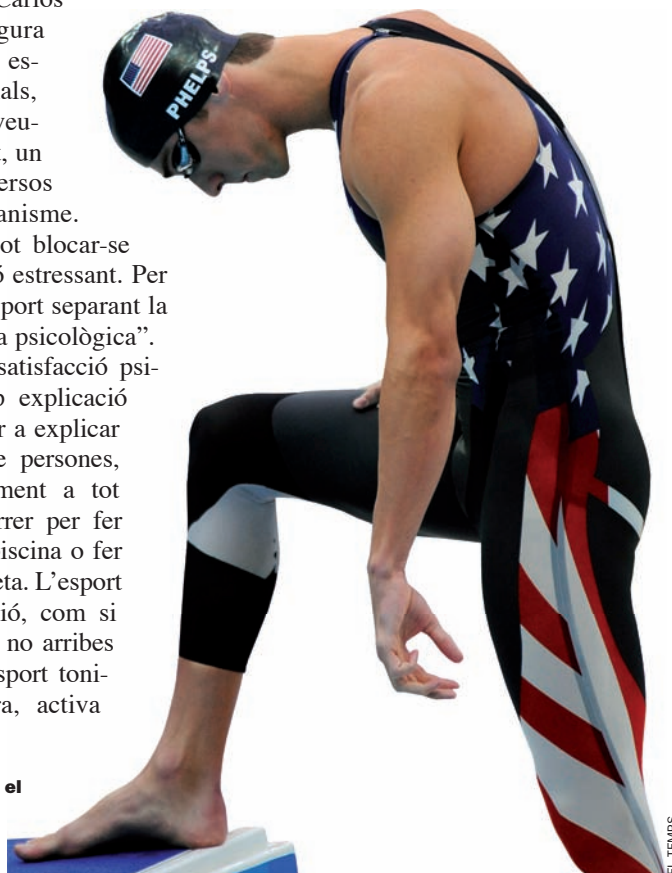 Carlos
gura
es-
als,
veu-
, un
ersos
anisme.
ot blocar-se
ó estressant. Per
port separant la
a psicològica”.
satisfacció psi-
explicació
r a explicar
e persones,
ment a tot
rrer per fer
iscina o fer
eta. L’esport
ió, com si
no arribes
sport toni-
ra, activa
el
PHELPS
EL TEMPS